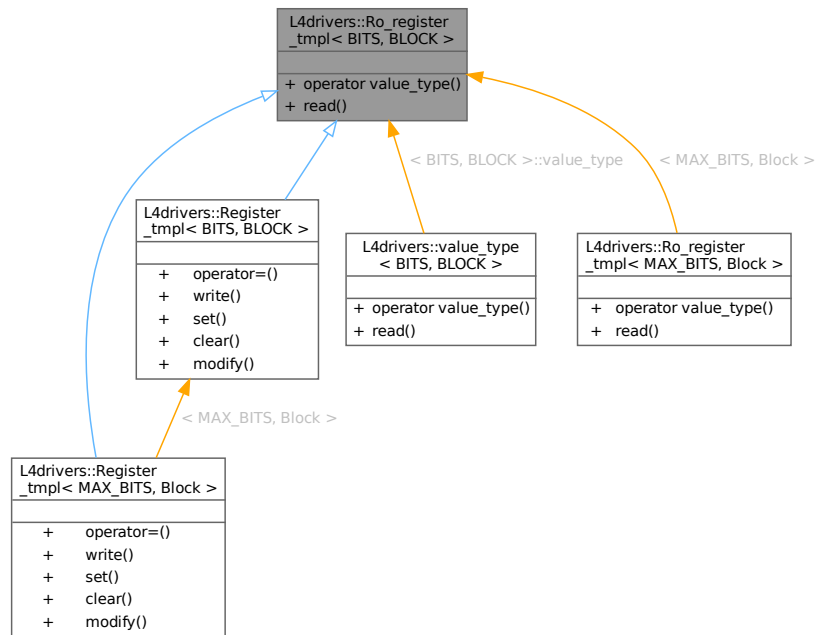 L4drivers::Ro_register
_tmpl< BITS, BLOCK >
+ operator value_type()
+ read()
< BITS, BLOCK >::value_type
< MAX_BITS, Block >
L4drivers::Register
_tmpl< BITS, BLOCK >
+ operator=()
+ write()
+ set()
+ clear()
+ modify()
L4drivers::value_type
< BITS, BLOCK >
+ operator value_type()
+ read()
L4drivers::Ro_register
_tmpl< MAX_BITS, Block >
+ operator value_type()
+ read()
< MAX_BITS, Block >
L4drivers::Register
_tmpl< MAX_BITS, Block >
+ operator=()
+ write()
+ set()
+ clear()
+ modify()